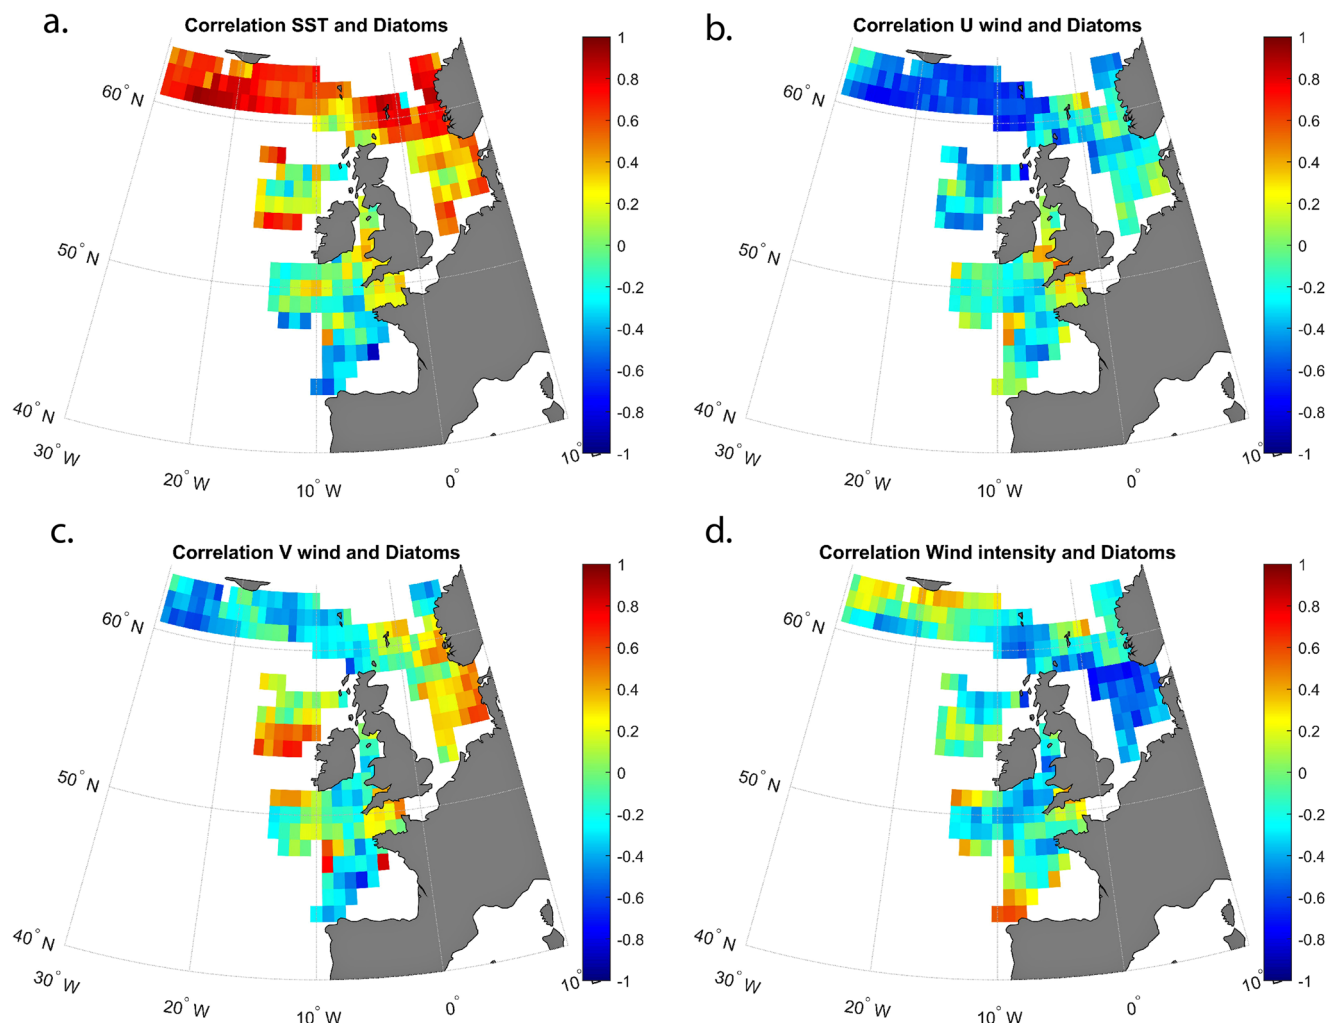 a.
Correlation SST and Diatoms
60° N
50° N
40° N
30° W
20° W
10° W
0°
10°
1
0.8
0.6
0.4
0.2
0
-0.2
-0.4
-0.6
-0.8
-1
b.
Correlation U wind and Diatoms
60° N
50° N
40° N
30° W
20° W
10° W
0°
10°
1
0.8
0.6
0.4
0.2
0
-0.2
-0.4
-0.6
-0.8
-1
c.
Correlation V wind and Diatoms
60° N
50° N
40° N
30° W
20° W
10° W
0°
10°
1
0.8
0.6
0.4
0.2
0
-0.2
-0.4
-0.6
-0.8
-1
d.
Correlation Wind intensity and Diatoms
60° N
50° N
40° N
30° W
20° W
10° W
0°
10°
1
0.8
0.6
0.4
0.2
0
-0.2
-0.4
-0.6
-0.8
-1